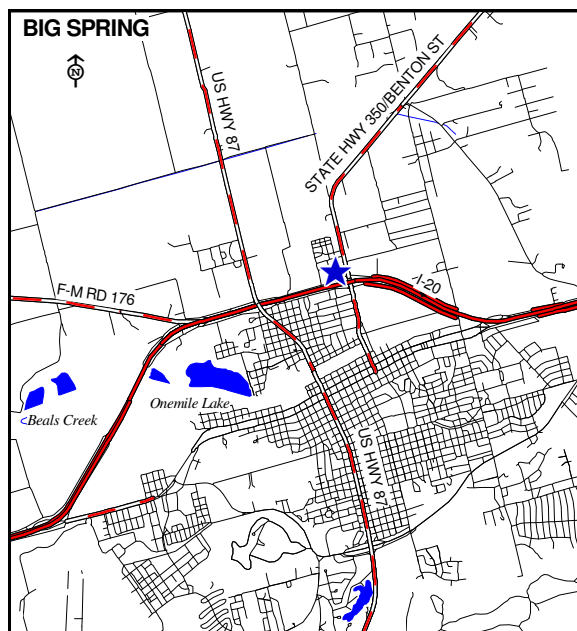 BIG SPRING
N
US HWY 87
STATE HWY 350/BENTON ST
F-M RD 176
I-20
Onemile Lake
Beals Creek
US HWY 87